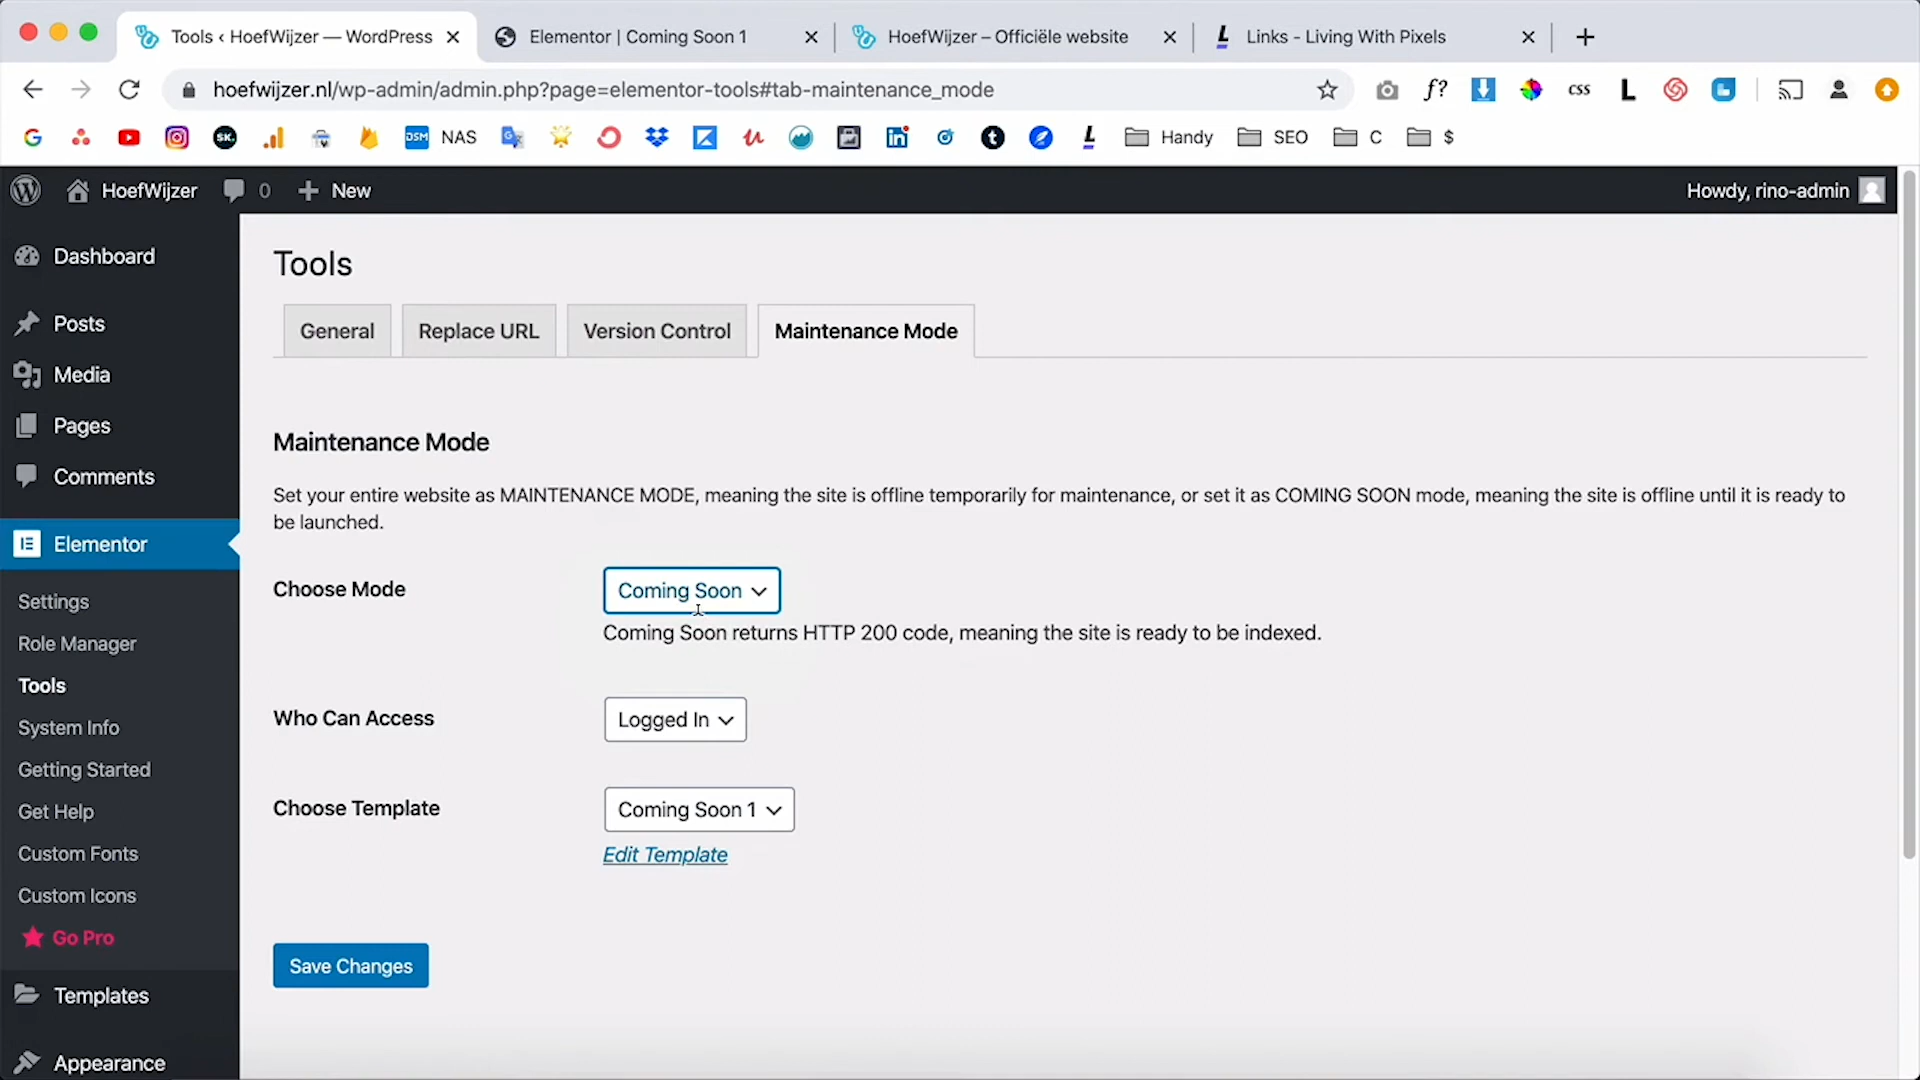 Tools ‹ HoefWijzer — WordPress
Elementor | Coming Soon 1
HoefWijzer – Officiële website
Links - Living With Pixels
hoefwijzer.nl/wp-admin/admin.php?page=elementor-tools#tab-maintenance_mode
f?
CSS
L
G
SK.
DSM
NAS
Handy
SEO
C
$
HoefWijzer
0
New
Howdy, rino-admin
Dashboard
Posts
Media
Pages
Comments
Elementor
Settings
Role Manager
Tools
System Info
Getting Started
Get Help
Custom Fonts
Custom Icons
Go Pro
Templates
Appearance
Tools
General
Replace URL
Version Control
Maintenance Mode
Maintenance Mode
Set your entire website as MAINTENANCE MODE, meaning the site is offline temporarily for maintenance, or set it as COMING SOON mode, meaning the site is offline until it is ready to
be launched.
Choose Mode
Coming Soon
Coming Soon returns HTTP 200 code, meaning the site is ready to be indexed.
Who Can Access
Logged In
Choose Template
Coming Soon 1
Edit Template
Save Changes